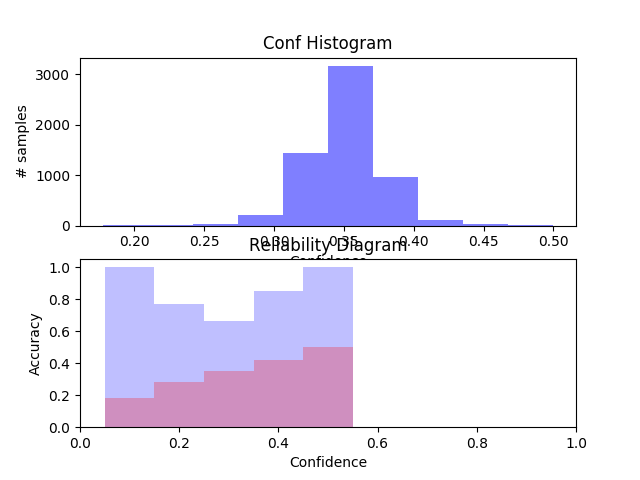 Conf Histogram
# samples
3000
2000
1000
0
0.20 0.25 0.30 0.35 0.40 0.45 0.50
Confidence
Reliability Diagram
Accuracy
1.0
0.8
0.6
0.4
0.2
0.0
0.0 0.2 0.4 0.6 0.8 1.0
Confidence